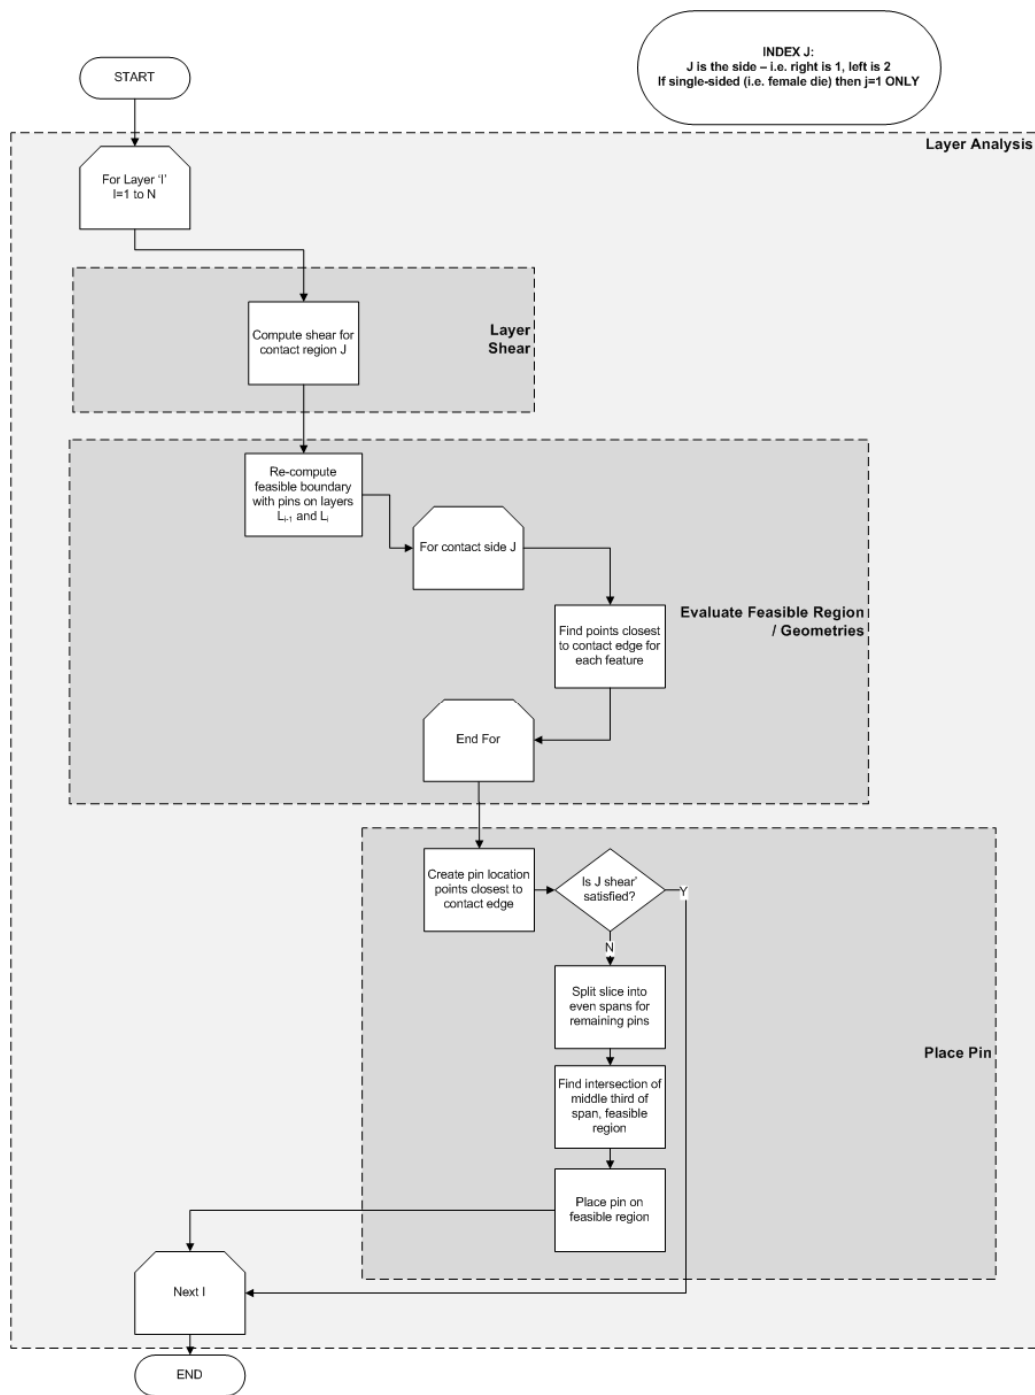 INDEX J:
J is the side – i.e. right is 1, left is 2
If single-sided (i.e. female die) then j=1 ONLY
START
Layer Analysis
For Layer ‘I’
I=1 to N
Layer
Shear
Compute shear for
contact region J
Re-compute
feasible boundary
with pins on layers
Li-1 and Li
For contact side J
Evaluate Feasible Region
/ Geometries
Find points closest
to contact edge for
each feature
End For
Create pin location
points closest to
contact edge
Is J shear’
satisfied?
Y
N
Split slice into
even spans for
remaining pins
Place Pin
Find intersection of
middle third of
span, feasible
region
Place pin on
feasible region
Next I
END